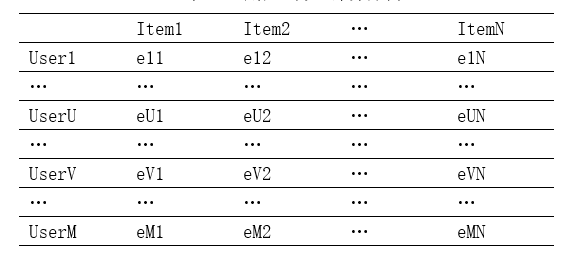 Item1 Item2 … ItemN
User1 e11 e12 … e1N
… … … … …
UserU eU1 eU2 … eUN
… … … … …
UserV eV1 eV2 … eVN
… … … … …
UserM eM1 eM2 … eMN